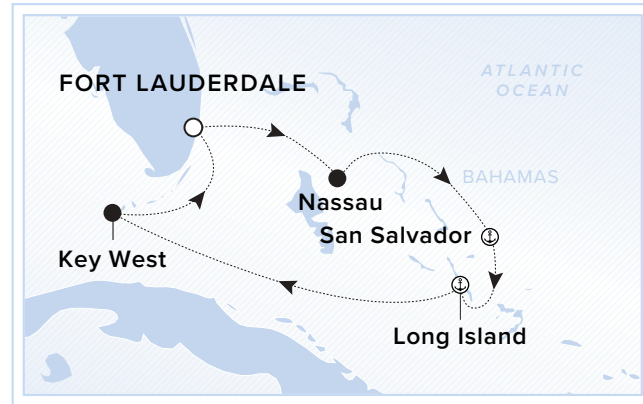 ATLANTIC
OCEAN
FORT LAUDERDALE
BAHAMAS
Nassau
San Salvador
Key West
Long Island